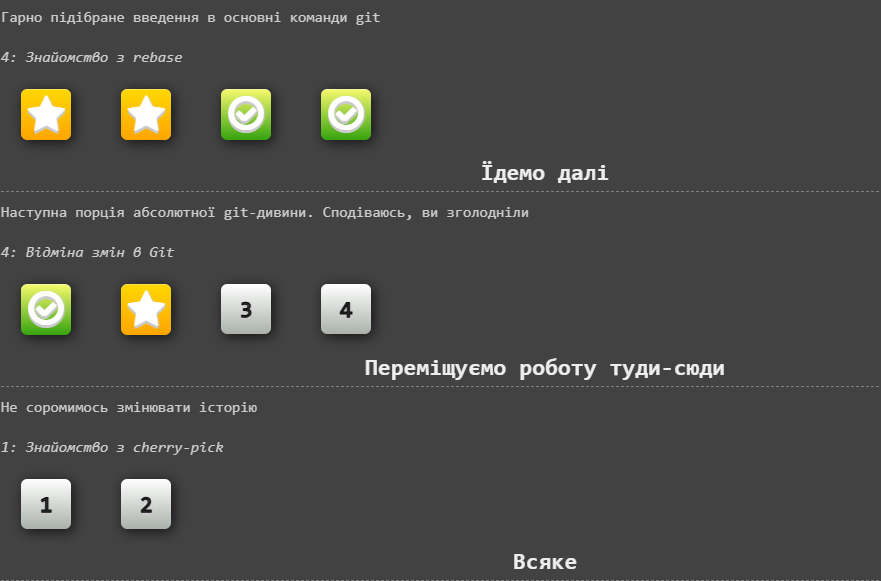 Гарно підібране введення в основні команди git
4: Знайомство з rebase
Їдемо далі
Наступна порція абсолютної git-дивини. Сподіваюсь, ви зголодніли
4: Відміна змін в Git
3 4
Переміщуємо роботу туди-сюди
Не соромимось змінювати історію
1: Знайомство з cherry-pick
1 2
Всяке